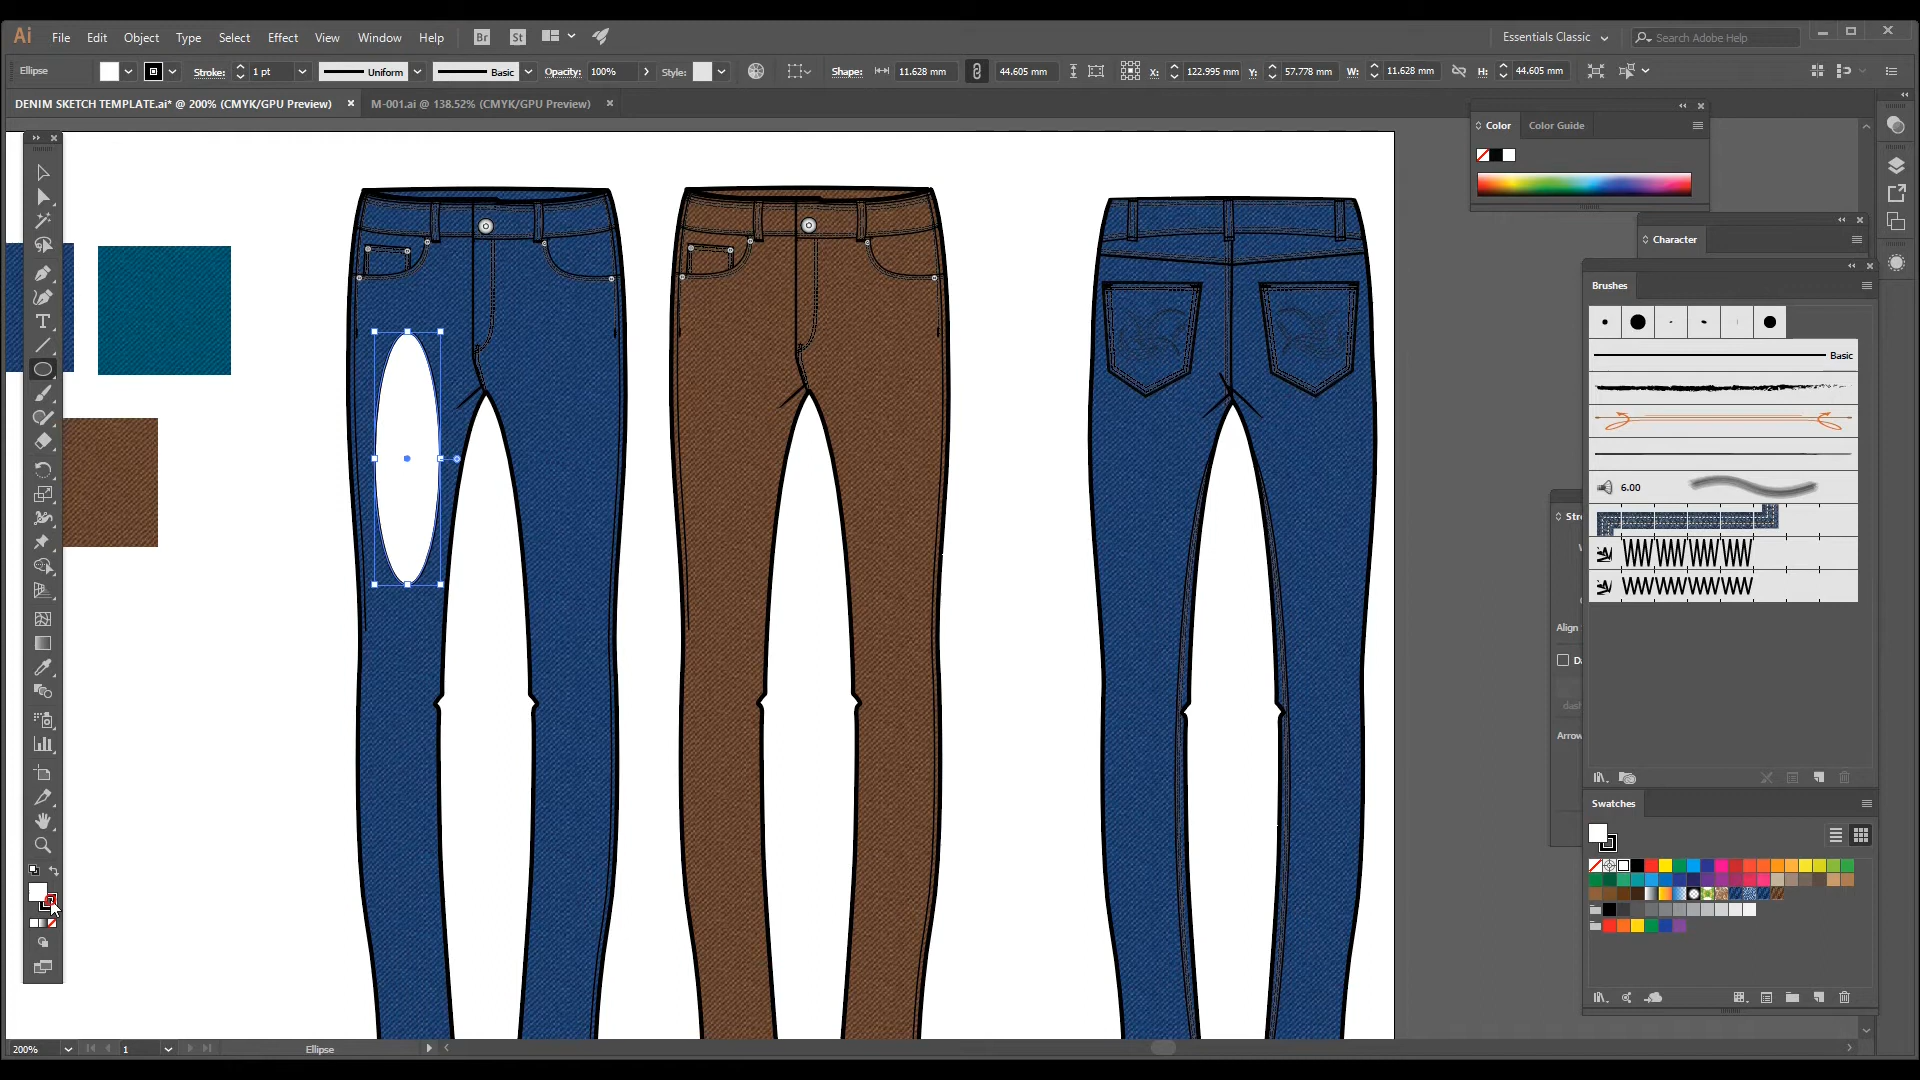 Ai File Edit Object Type Select Effect View Window Help Br St Essentials Classic Search Adobe Help
Ellipse Stroke: 1 pt Uniform Basic Opacity: 100% Style: Shape: 11.628 mm 44.605 mm X: 122.995 mm Y: 57.778 mm W: 11.628 mm H: 44.605 mm
DENIM SKETCH TEMPLATE.ai* @ 200% (CMYK/GPU Preview) M-001.ai @ 138.52% (CMYK/GPU Preview)
Color Color Guide
Character
Brushes
Basic
6.00
Stro
Align
Da
dash
Arrow
Swatches
200% 1 Ellipse